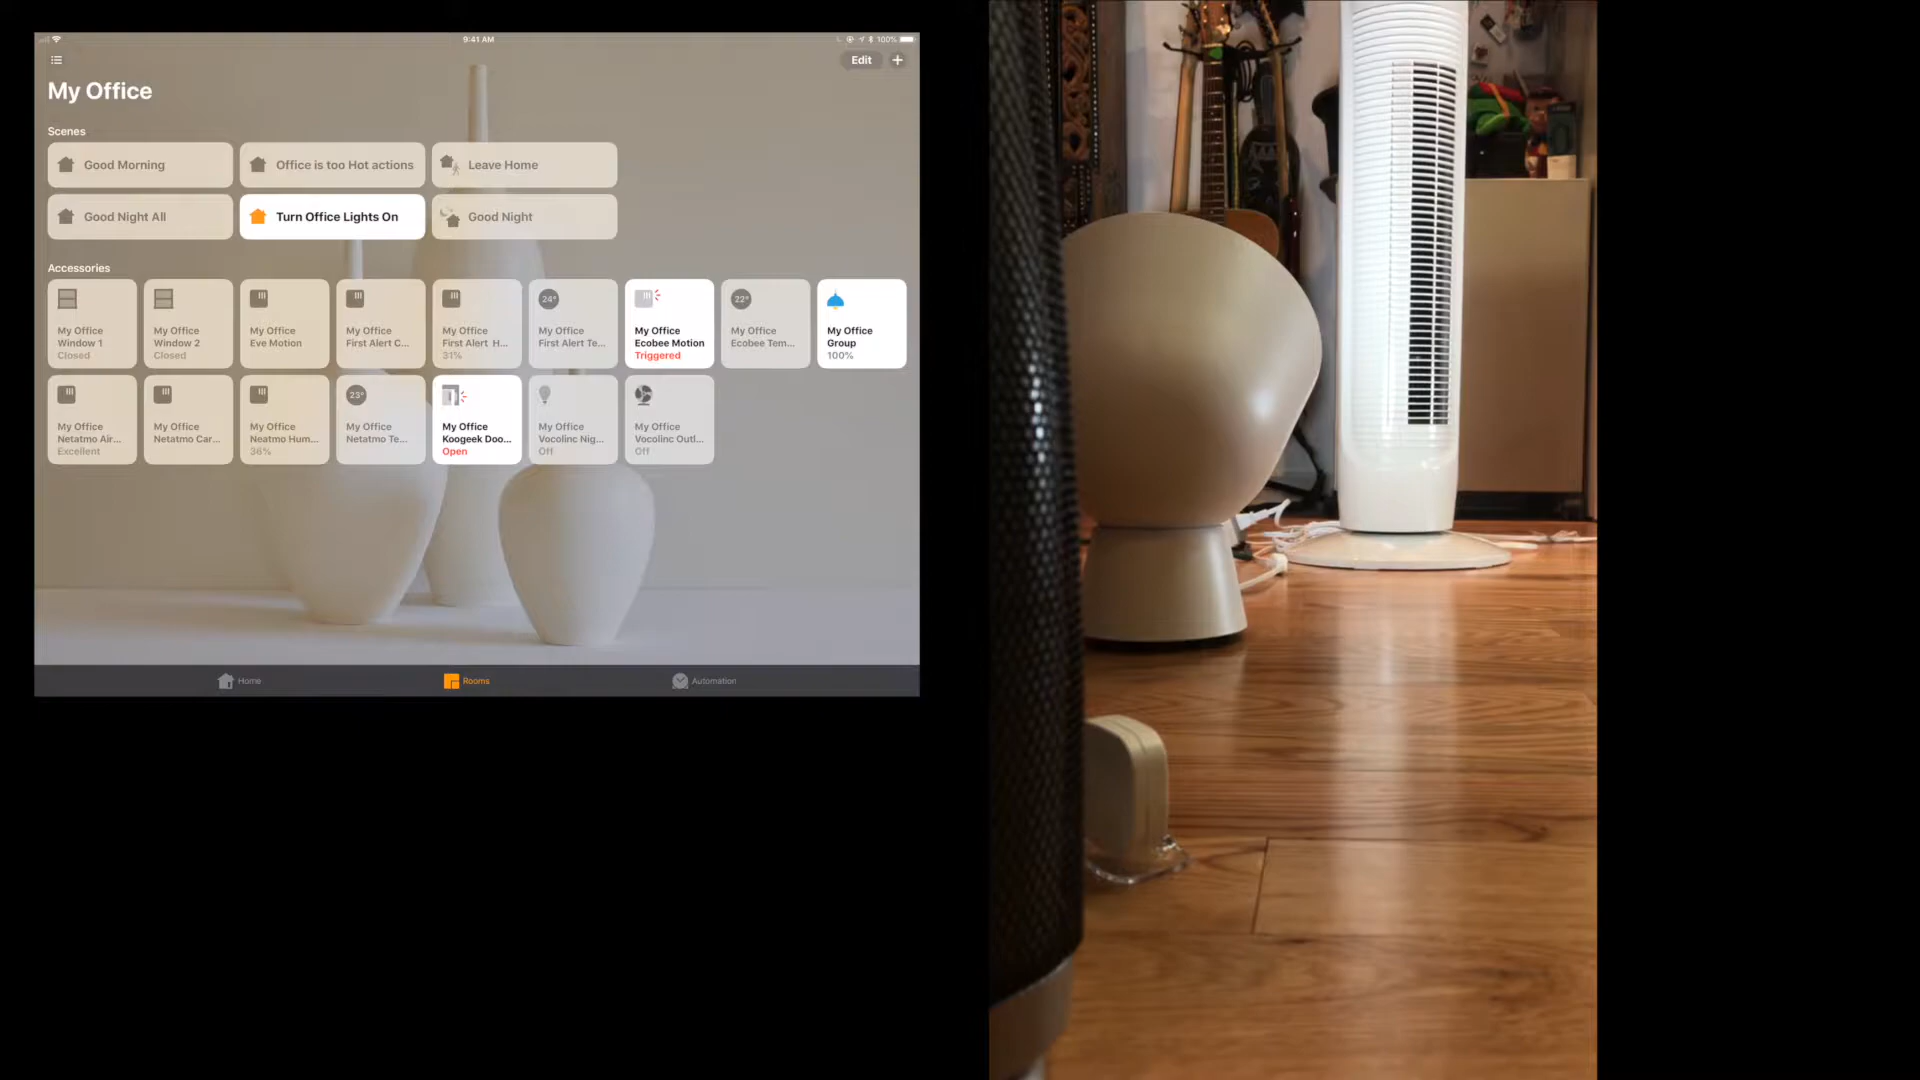 9:41 AM
100%
Edit +
My Office
Scenes
Good Morning
Office is too Hot actions
Leave Home
Good Night All
Turn Office Lights On
Good Night
Accessories
My Office
Window 1
Closed
My Office
Window 2
Closed
My Office
Eve Motion
My Office
First Alert C...
My Office
First Alert H...
31%
24°
My Office
First Alert Te...
My Office
Ecobee Motion
Triggered
22°
My Office
Ecobee Tem...
My Office
Group
100%
My Office
Netatmo Air...
Excellent
My Office
Netatmo Car...
My Office
Neatmo Hum...
36%
23°
My Office
Netatmo Te...
My Office
Koogeek Doo...
Open
My Office
Vocolinc Nig...
Off
My Office
Vocolinc Outl...
Off
Home
Rooms
Automation